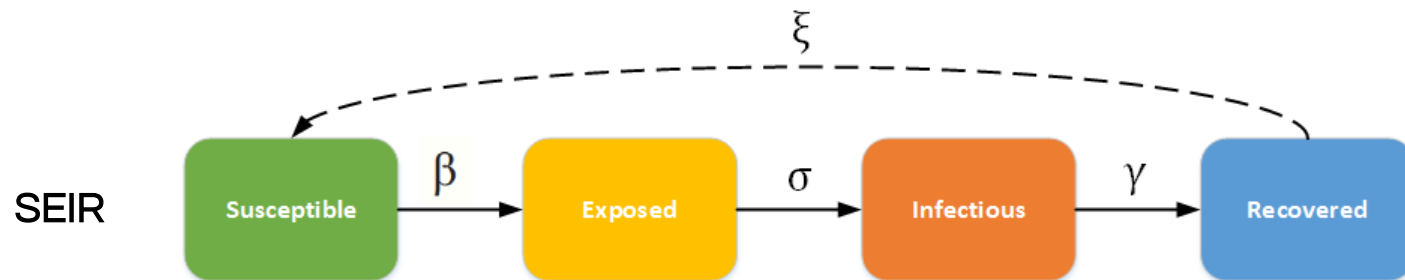 ξ
β
σ
γ
SEIR
Susceptible
Exposed
Infectious
Recovered